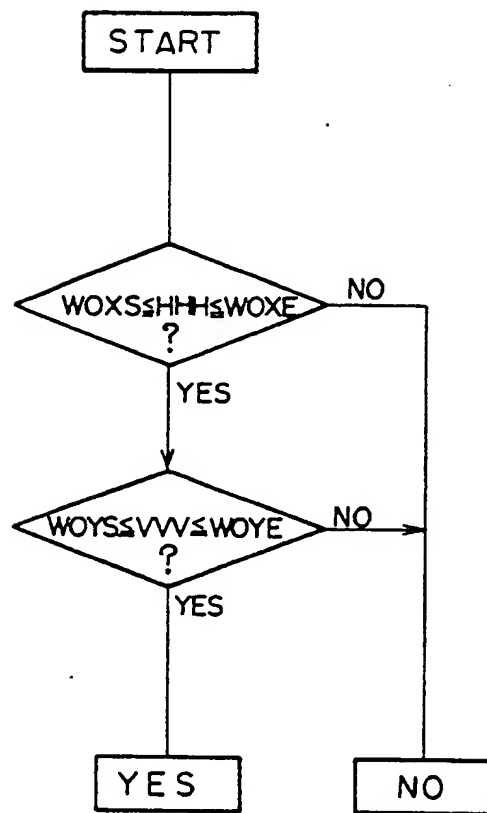 START
WOXS≦HHH≦WOXE
?
NO
YES
WOYS≦VVV≦WOYE
?
NO
YES
YES
NO